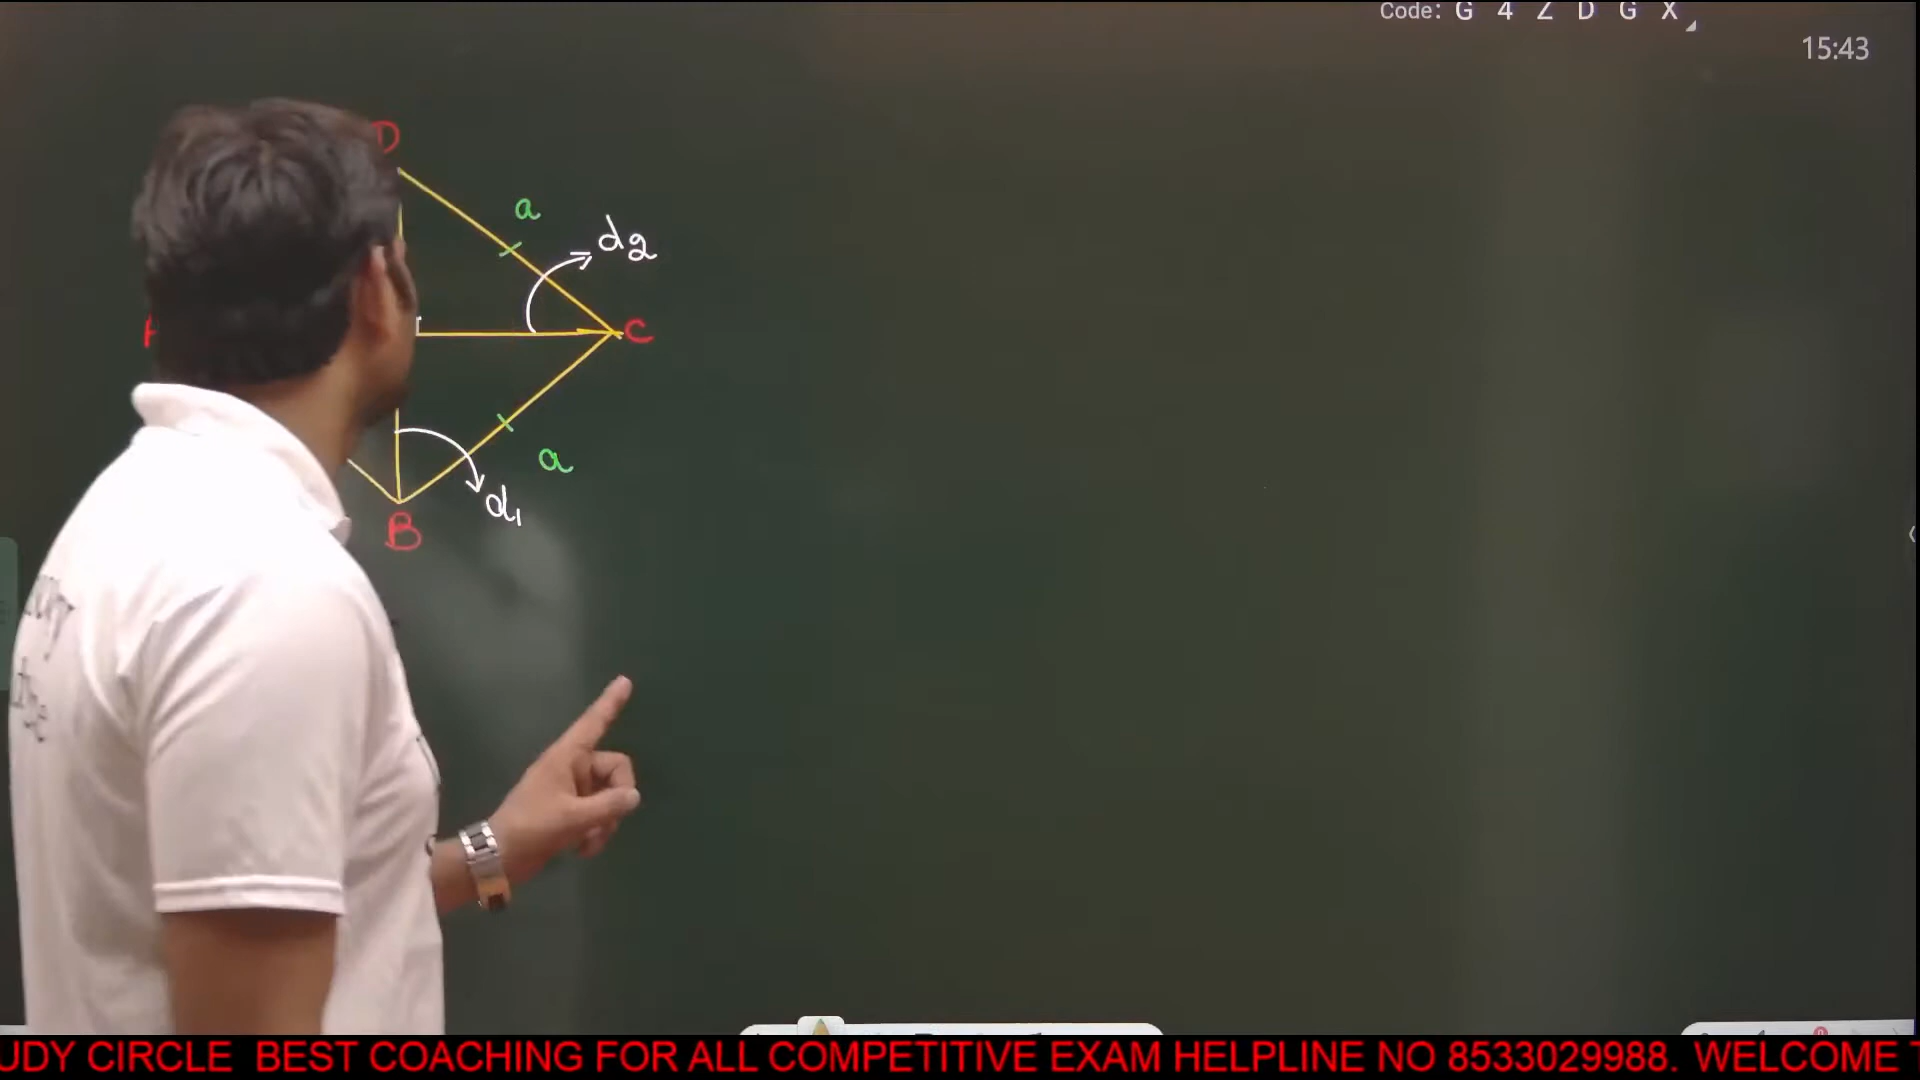 Code: G 4 Z D G X
15:43
D
a
d2
C
a
d1
B
UDY CIRCLE BEST COACHING FOR ALL COMPETITIVE EXAM HELPLINE NO 8533029988. WELCOME